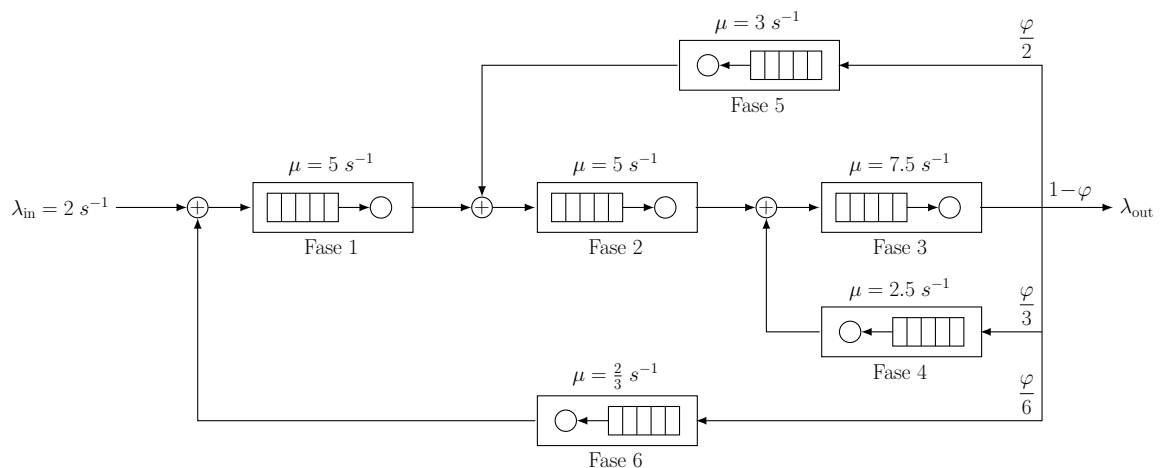 μ = 3 s⁻¹
φ/2
Fase 5
μ = 5 s⁻¹
μ = 5 s⁻¹
μ = 7.5 s⁻¹
λin = 2 s⁻¹
1−φ
λout
Fase 1
Fase 2
Fase 3
μ = 2.5 s⁻¹
φ/3
Fase 4
μ = 2/3 s⁻¹
φ/6
Fase 6